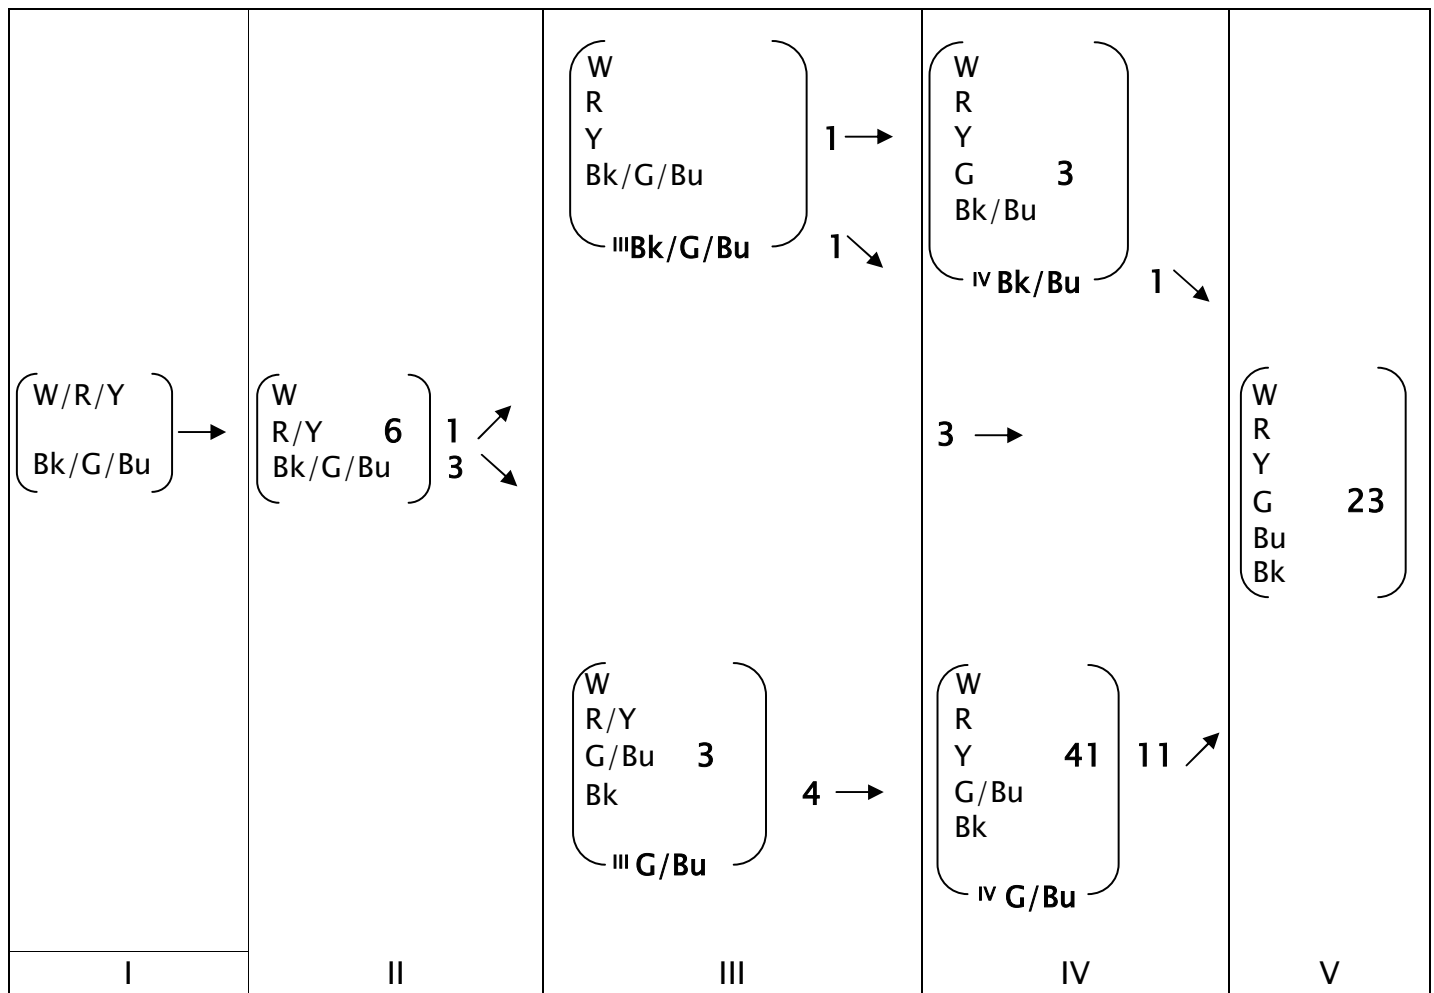 W/R/Y
Bk/G/Bu
I
W
R/Y 6 1
Bk/G/Bu 3
II
W
R
Y 1
Bk/G/Bu
IIIBk/G/Bu 1
W
R/Y
G/Bu 3
Bk 4
III G/Bu
III
W
R
Y
G 3
Bk/Bu
IV Bk/Bu 1
3
W
R
Y 41 11
G/Bu
Bk
IV G/Bu
IV
W
R
Y
G 23
Bu
Bk
V